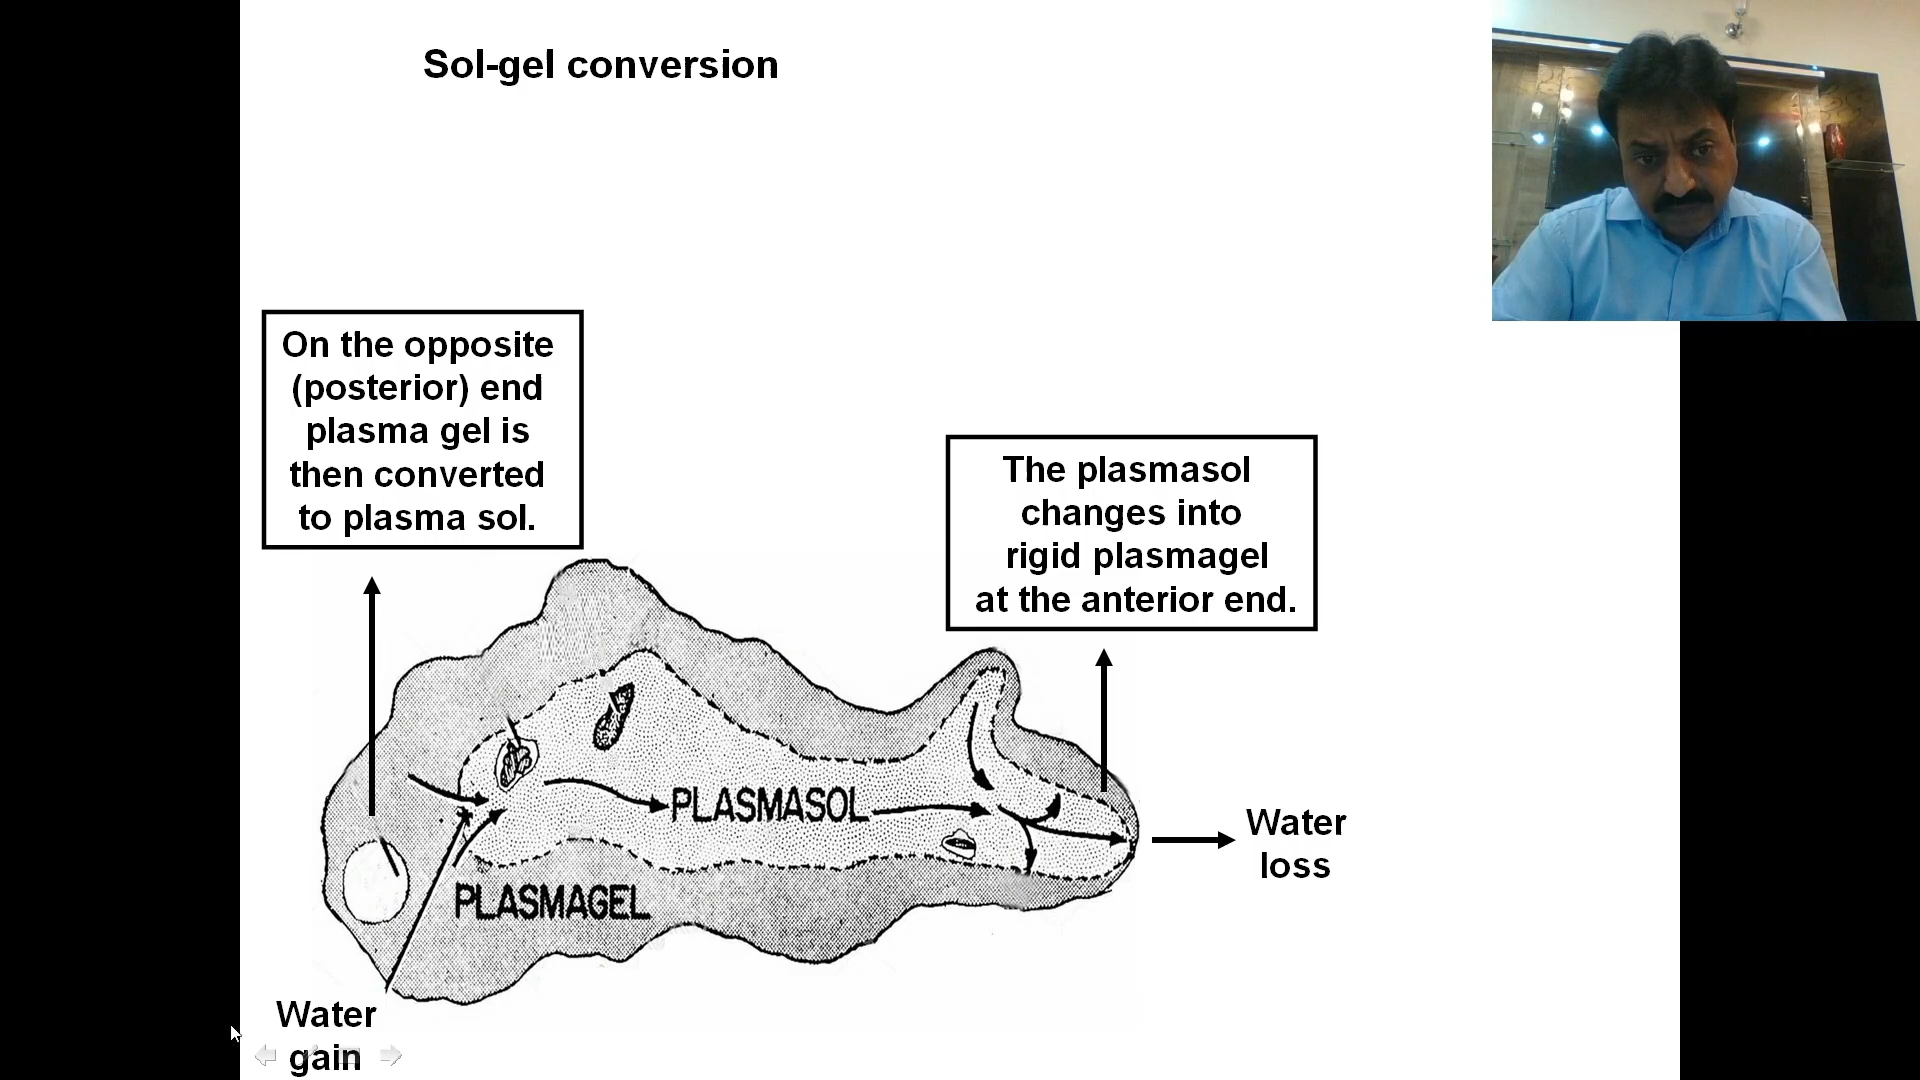 Sol-gel conversion
On the opposite
(posterior) end
plasma gel is
then converted
to plasma sol.
The plasmasol
changes into
rigid plasmagel
at the anterior end.
PLASMASOL
Water
loss
PLASMAGEL
Water
gain